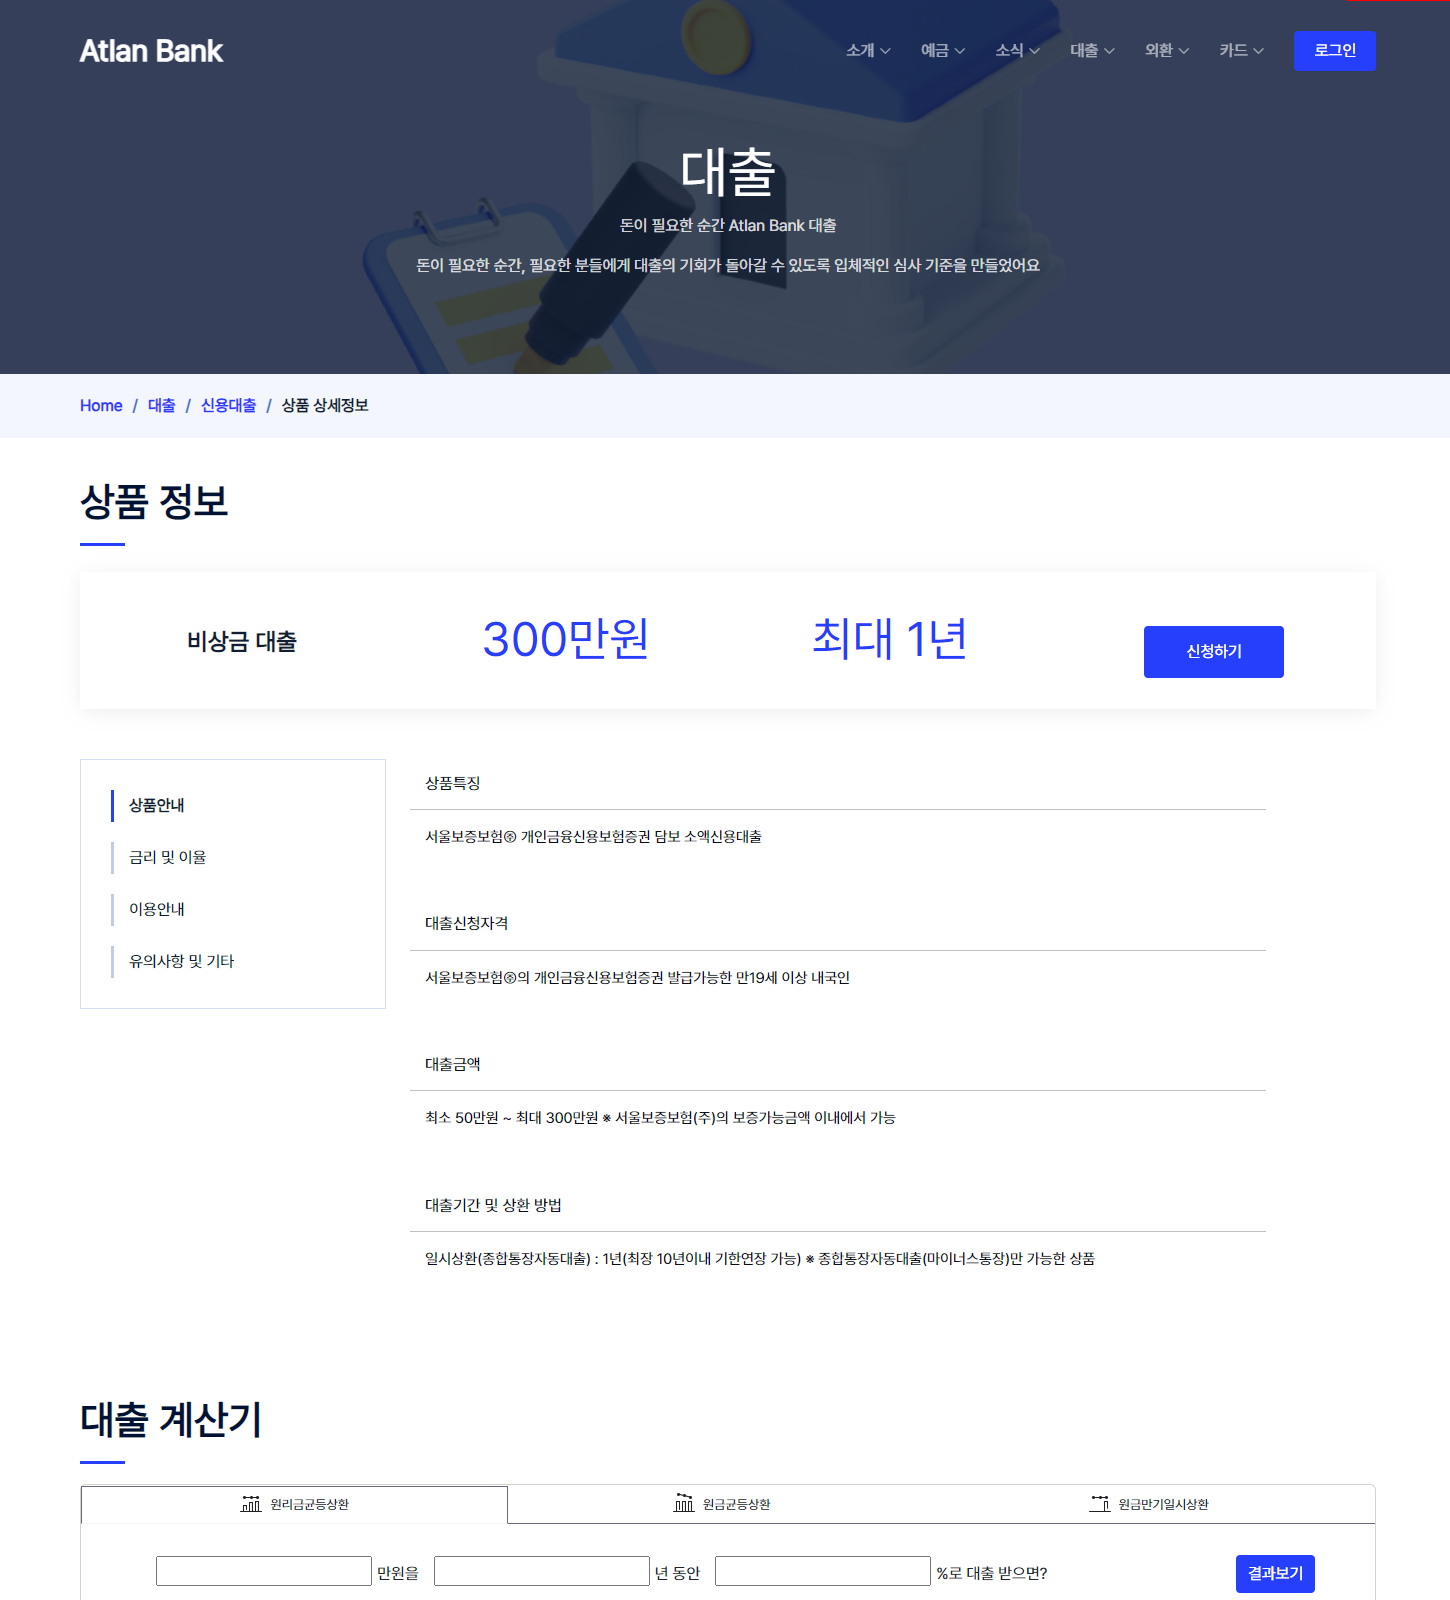 Atlan Bank
소개 예금 소식 대출 외환 카드 로그인
대출
돈이 필요한 순간 Atlan Bank 대출
돈이 필요한 순간, 필요한 분들에게 대출의 기회가 돌아갈 수 있도록 입체적인 심사 기준을 만들었어요
Home / 대출 / 신용대출 / 상품 상세정보
상품 정보
비상금 대출 300만원 최대 1년 신청하기
상품안내
금리 및 이율
이용안내
유의사항 및 기타
상품특징
서울보증보험㈜ 개인금융신용보험증권 담보 소액신용대출
대출신청자격
서울보증보험㈜의 개인금융신용보험증권 발급가능한 만19세 이상 내국인
대출금액
최소 50만원 ~ 최대 300만원 ※ 서울보증보험(주)의 보증가능금액 이내에서 가능
대출기간 및 상환 방법
일시상환(종합통장자동대출) : 1년(최장 10년이내 기한연장 가능) ※ 종합통장자동대출(마이너스통장)만 가능한 상품
대출 계산기
원리금균등상환 원금균등상환 원금만기일시상환
만원을 년 동안 %로 대출 받으면? 결과보기